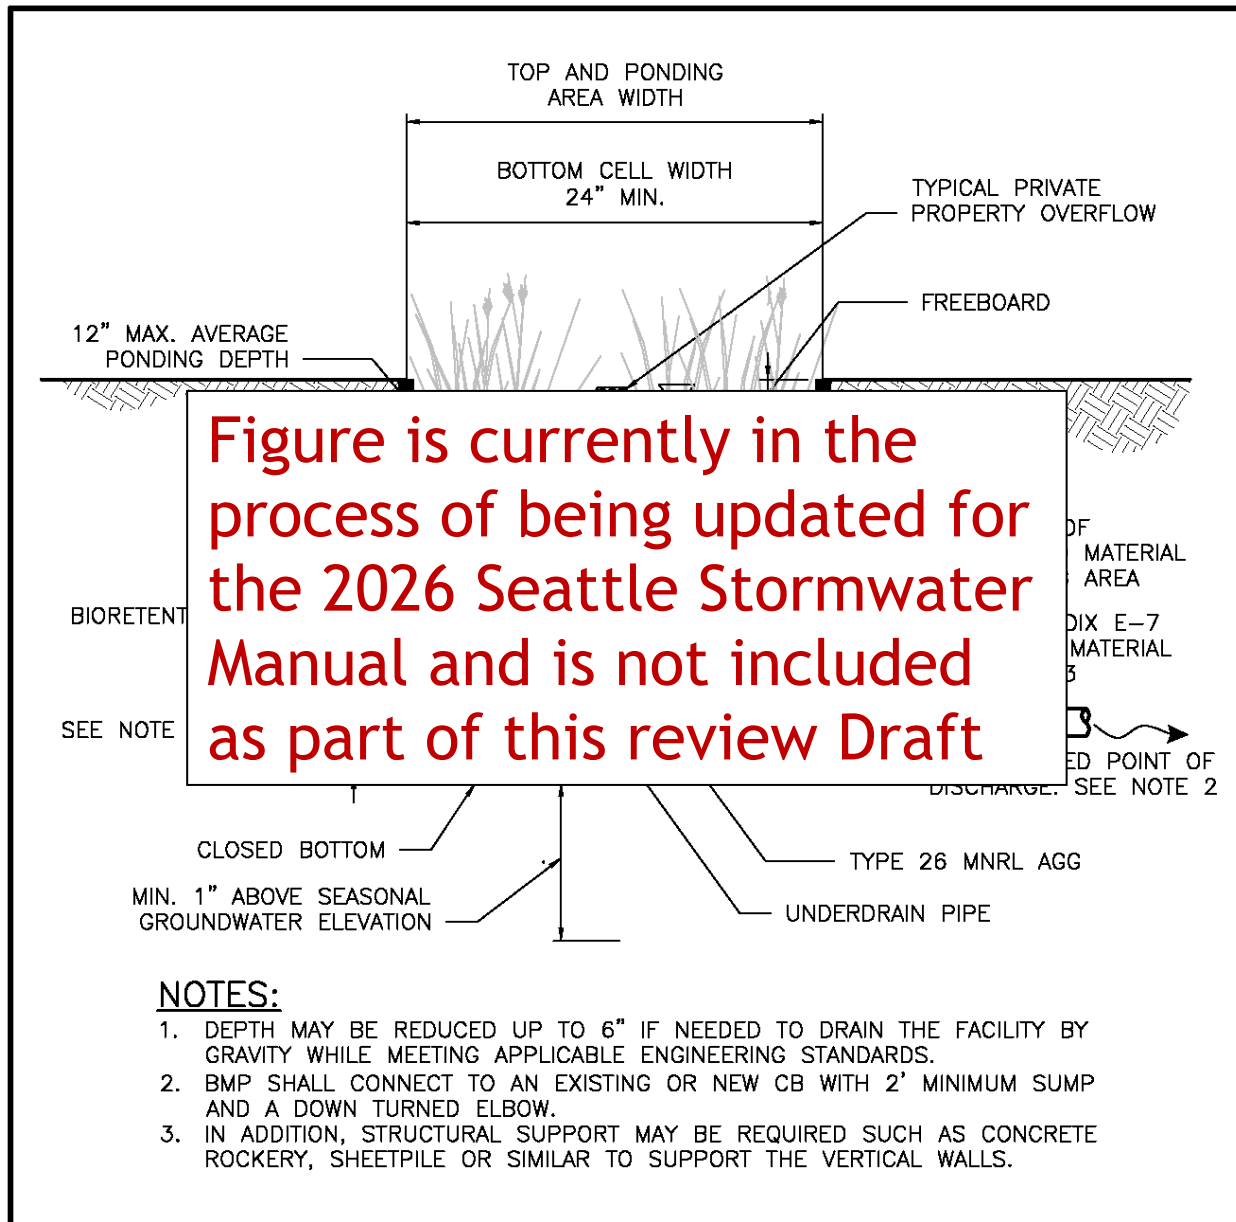 TOP AND PONDING
AREA WIDTH
BOTTOM CELL WIDTH
24" MIN.
TYPICAL PRIVATE
PROPERTY OVERFLOW
FREEBOARD
12" MAX. AVERAGE
PONDING DEPTH
Figure is currently in the
process of being updated for
the 2026 Seattle Stormwater
Manual and is not included
as part of this review Draft
OF
MATERIAL
AREA
E-7
MATERIAL
3
SEE NOTE
POINT OF
DISCHARGE. SEE NOTE 2
CLOSED BOTTOM
TYPE 26 MNRL AGG
MIN. 1" ABOVE SEASONAL
GROUNDWATER ELEVATION
UNDERDRAIN PIPE
NOTES:
1. DEPTH MAY BE REDUCED UP TO 6" IF NEEDED TO DRAIN THE FACILITY BY
GRAVITY WHILE MEETING APPLICABLE ENGINEERING STANDARDS.
2. BMP SHALL CONNECT TO AN EXISTING OR NEW CB WITH 2' MINIMUM SUMP
AND A DOWN TURNED ELBOW.
3. IN ADDITION, STRUCTURAL SUPPORT MAY BE REQUIRED SUCH AS CONCRETE
ROCKERY, SHEETPILE OR SIMILAR TO SUPPORT THE VERTICAL WALLS.